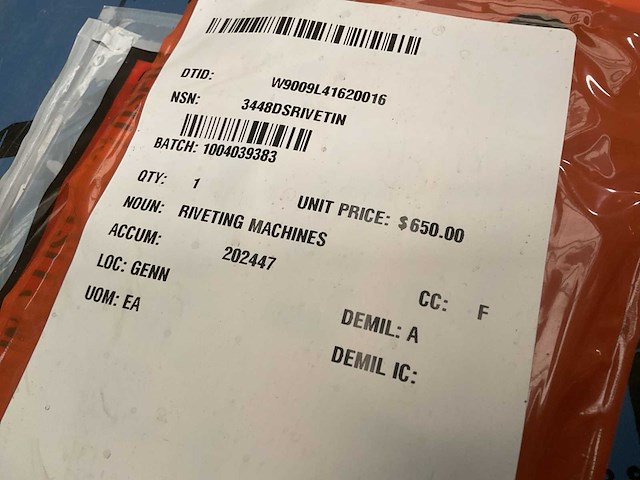 DTID: W9009L41620016
NSN: 3448DSRIVETIN
BATCH: 1004039383
QTY: 1
UNIT PRICE: $650.00
NOUN: RIVETING MACHINES
ACCUM: 202447
LOC: GENN
CC: F
UOM: EA
DEMIL: A
DEMIL IC: